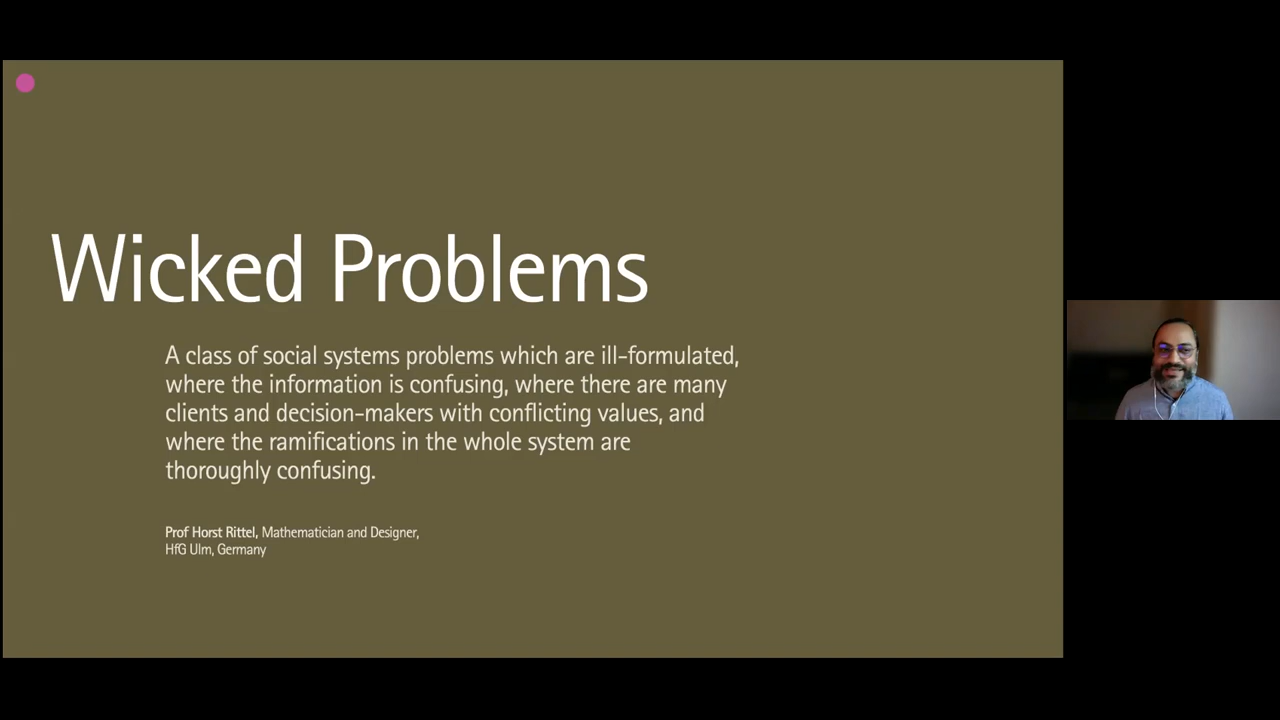 Wicked Problems
A class of social systems problems which are ill-formulated,
where the information is confusing, where there are many
clients and decision-makers with conflicting values, and
where the ramifications in the whole system are
thoroughly confusing.
Prof Horst Rittel, Mathematician and Designer,
HfG Ulm, Germany